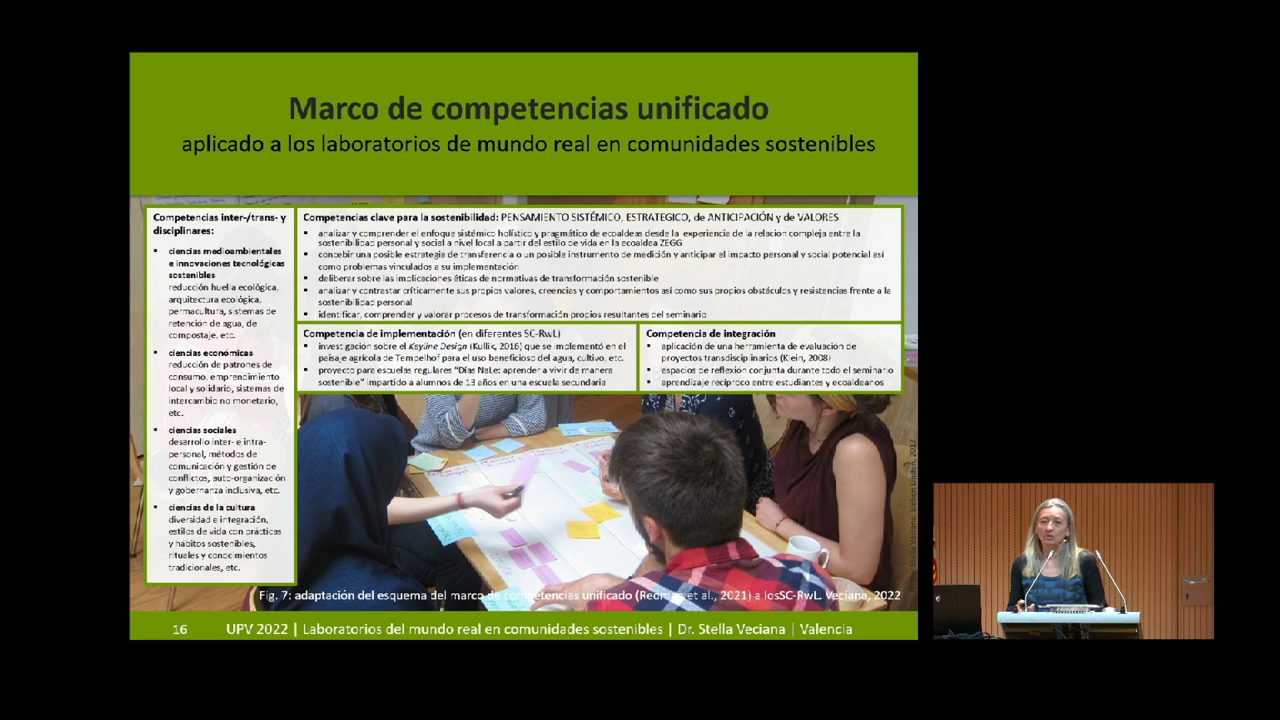 Marco de competencias unificado
aplicado a los laboratorios de mundo real en comunidades sostenibles
Competencias inter-/trans- y
disciplinares:
▪ ciencias medioambientales
e innovaciones tecnológicas
sostenibles
reducción huella ecológica,
arquitectura ecológica,
permacultura, sistemas de
retención de agua, de
compostaje, etc.
▪ ciencias económicas
reducción de patrones de
consumo, emprendimiento
local y solidario, sistemas de
intercambio no monetario,
etc.
▪ ciencias sociales
desarrollo inter- e intra-
personal, métodos de
comunicación y gestión de
conflictos, auto-organización
y gobernanza inclusiva, etc.
▪ ciencias de la cultura
diversidad e integración,
estilos de vida con prácticas
y hábitos sostenibles,
rituales y conocimientos
tradicionales, etc.
Competencias clave para la sostenibilidad: PENSAMIENTO SISTÉMICO, ESTRATEGICO, de ANTICIPACIÓN y de VALORES
▪ analizar y comprender el enfoque sistémico holístico y pragmático de ecoaldeas desde la experiencia de la relación compleja entre la
sostenibilidad personal y social a nivel local a partir del estilo de vida en la ecoaldea ZEGG
▪ concebir una posible estrategia de transferencia o un posible instrumento de medición y anticipar el impacto personal y social potencial así
como problemas vinculados a su implementación
▪ deliberar sobre las implicaciones éticas de normativas de transformación sostenible
▪ analizar y contrastar críticamente sus propios valores, creencias y comportamientos así como sus propios obstáculos y resistencias frente a la
sostenibilidad personal
▪ identificar, comprender y valorar procesos de transformación propios resultantes del seminario
Competencia de implementación (en diferentes SC-RwL)
▪ investigación sobre el Keyline Design (Kullik, 2016) que se implementó en el
paisaje agrícola de Tempelhof para el uso beneficioso del agua, cultivo, etc.
▪ proyecto para escuelas regulares "Días NaLe: aprender a vivir de manera
sostenible" impartido a alumnos de 13 años en una escuela secundaria
Competencia de integración
▪ aplicación de una herramienta de evaluación de
proyectos transdisciplinarios (Klein, 2008)
▪ espacios de reflexión conjunta durante todo el seminario
▪ aprendizaje recíproco entre estudiantes y ecoaldeanos
Stella Veciana, Sieben Linden, 2017
Fig. 7: adaptación del esquema del marco de competencias unificado (Redman et al., 2021) a losSC-RwL. Veciana, 2022
16 UPV 2022 | Laboratorios del mundo real en comunidades sostenibles | Dr. Stella Veciana | Valencia